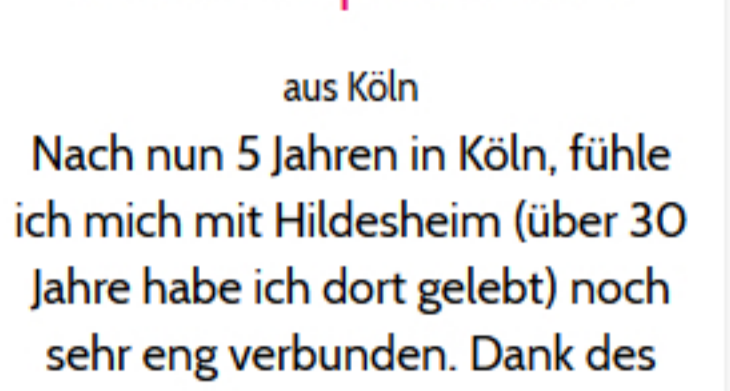 aus Köln
Nach nun 5 Jahren in Köln, fühle
ich mich mit Hildesheim (über 30
Jahre habe ich dort gelebt) noch
sehr eng verbunden. Dank des